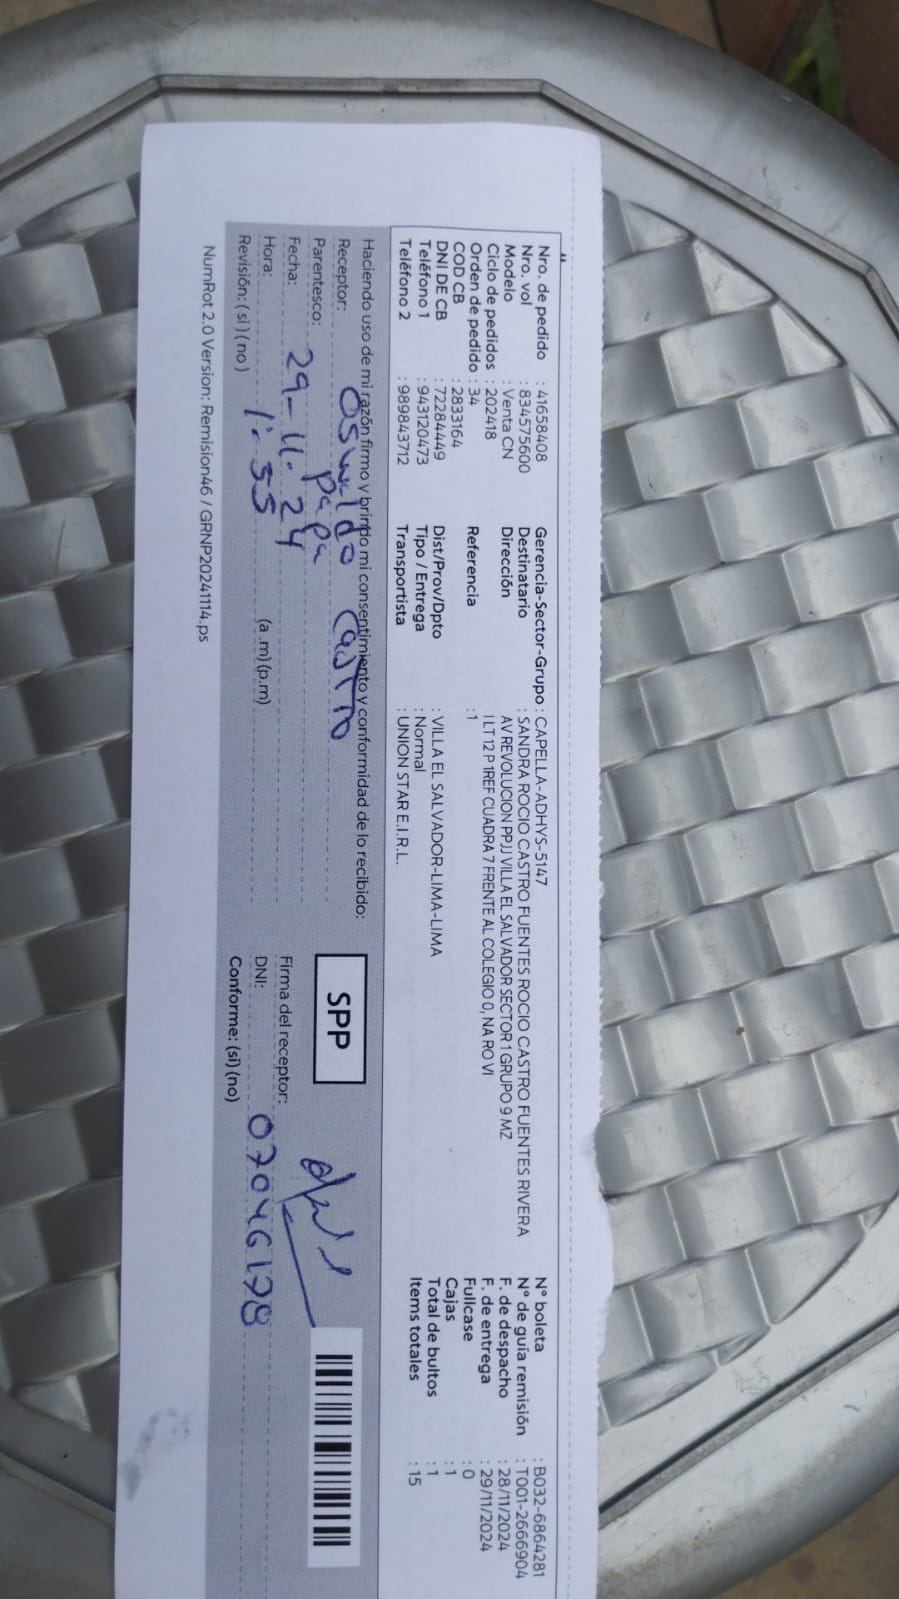 Nro. de pedido : 41658408
Nro. vol : 834575600
Modelo : Venta CN
Ciclo de pedidos : 202418
Orden de pedido : 34
COD CB : 2833164
DNI DE CB : 72284449
Teléfono 1 : 943120473
Teléfono 2 : 989843712
Gerencia-Sector-Grupo : CAPELLA-ADHYS-5147
Destinatario : SANDRA ROCIO CASTRO FUENTES ROCIO CASTRO FUENTES RIVERA
Dirección AV REVOLUCION PPJJ VILLA EL SALVADOR SECTOR 1 GRUPO 9 MZ
I LT 12 P 1REF CUADRA 7 FRENTE AL COLEGIO 0, NA RO VI
Referencia : 1
Dist/Prov/Dpto : VILLA EL SALVADOR-LIMA-LIMA
Tipo / Entrega : Normal
Transportista : UNION STAR E.I.R.L.
N° boleta : B032-6864281
N° de guía remisión : T001-2666904
F. de despacho : 28/11/2024
F. de entrega : 29/11/2024
Fullcase : 0
Cajas : 1
Total de bultos : 1
Items totales : 15
Haciendo uso de mi razón firmo y brindo mi consentimiento y conformidad de lo recibido:
Receptor: Oswaldo Castro
Parentesco: papa
Fecha: 29-11-24
Hora: 1:55 (a .m) (p.m)
Revisión: ( si ) ( no )
SPP
Firma del receptor:
DNI: 07046178
Conforme: (si) (no)
NumRot 2.0 Version: Remision46 / GRNP20241114.ps